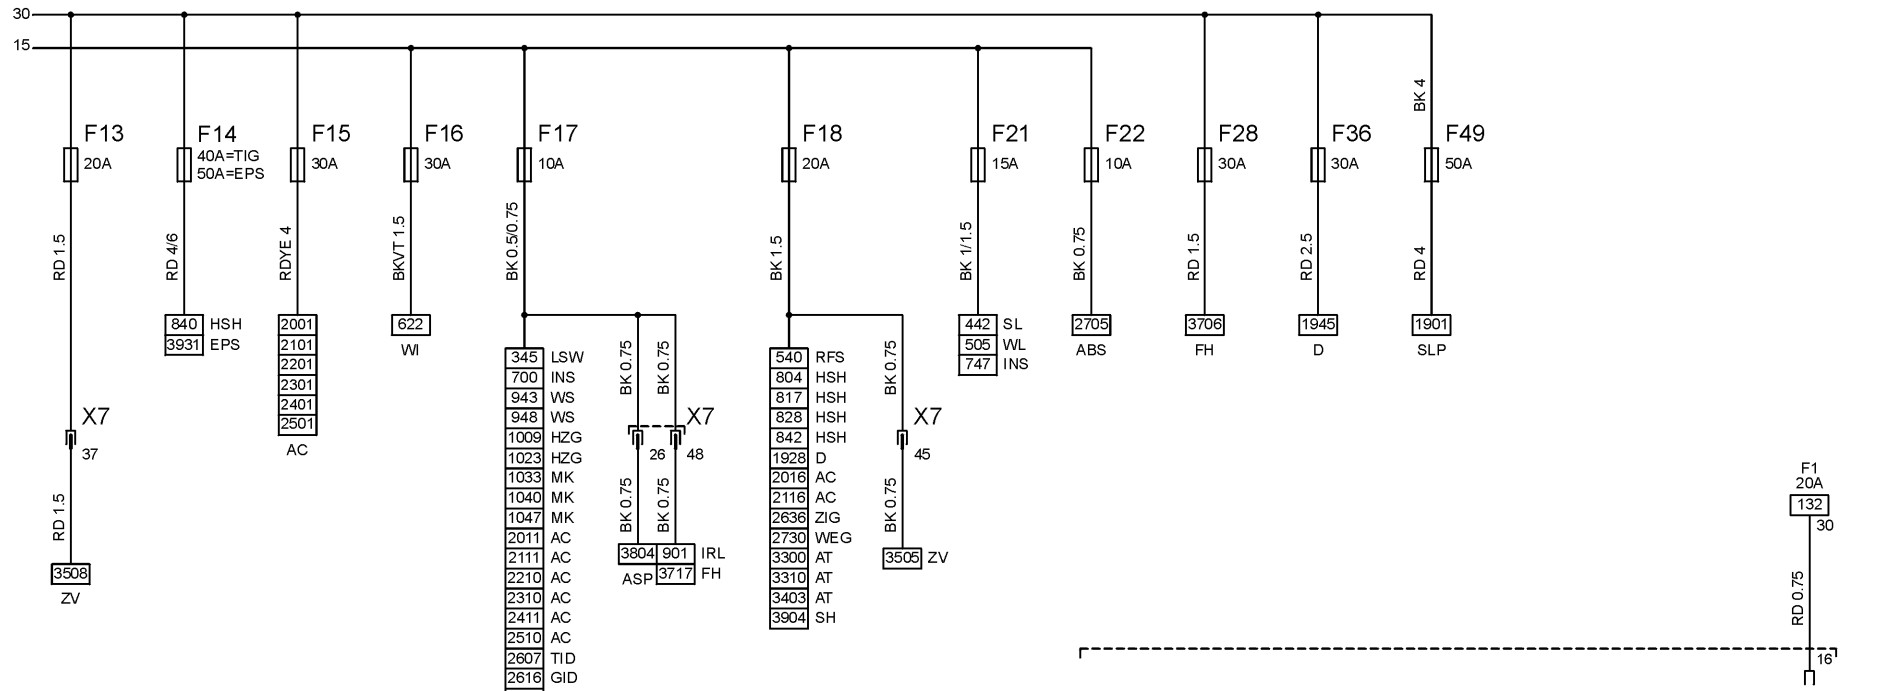 30
15
BK 4
F13
F14
F15
F16
F17
F18
F21
F22
F28
F36
F49
20A
40A=TIG
50A=EPS
30A
30A
10A
20A
15A
10A
30A
30A
50A
RD 1.5
RD 4/6
RDYE 4
BKVT 1.5
BK 0.5/0.75
BK 1.5
BK 1/1.5
BK 0.75
RD 1.5
RD 2.5
RD 4
840 HSH
3931 EPS
2001
2101
2201
2301
2401
2501
AC
622
WI
442 SL
505 WL
747 INS
2705
ABS
3706
FH
1945
D
1901
SLP
345 LSW
700 INS
943 WS
948 WS
1009 HZG
1023 HZG
1033 MK
1040 MK
1047 MK
2011 AC
2111 AC
2210 AC
2310 AC
2411 AC
2510 AC
2607 TID
2616 GID
BK 0.75
BK 0.75
X7
26
48
BK 0.75
BK 0.75
3804 901 IRL
ASP 3717 FH
540 RFS
804 HSH
817 HSH
828 HSH
842 HSH
1928 D
2016 AC
2116 AC
2636 ZIG
2730 WEG
3300 AT
3310 AT
3403 AT
3904 SH
BK 0.75
X7
45
BK 0.75
3505 ZV
X7
37
RD 1.5
3508
ZV
F1
20A
132
30
RD 0.75
16